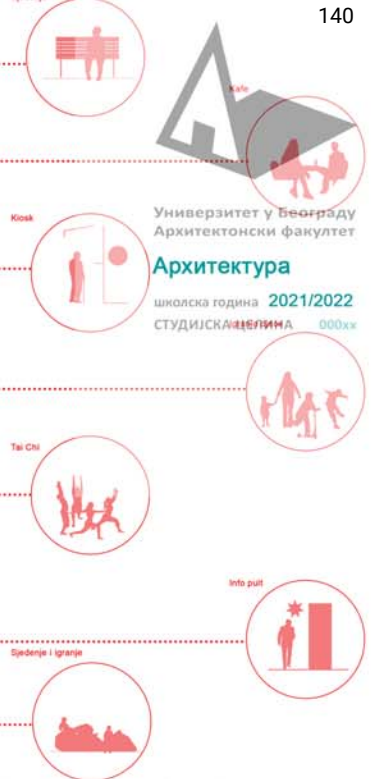 140
Kafe
Kiosk
Универзитет у Београду
Архитектонски факултет
Архитектура
школска година 2021/2022
СТУДИЈСКА ЦЕЛИНА 000xx
Tai Chi
Info pult
Sjedenje i igranje